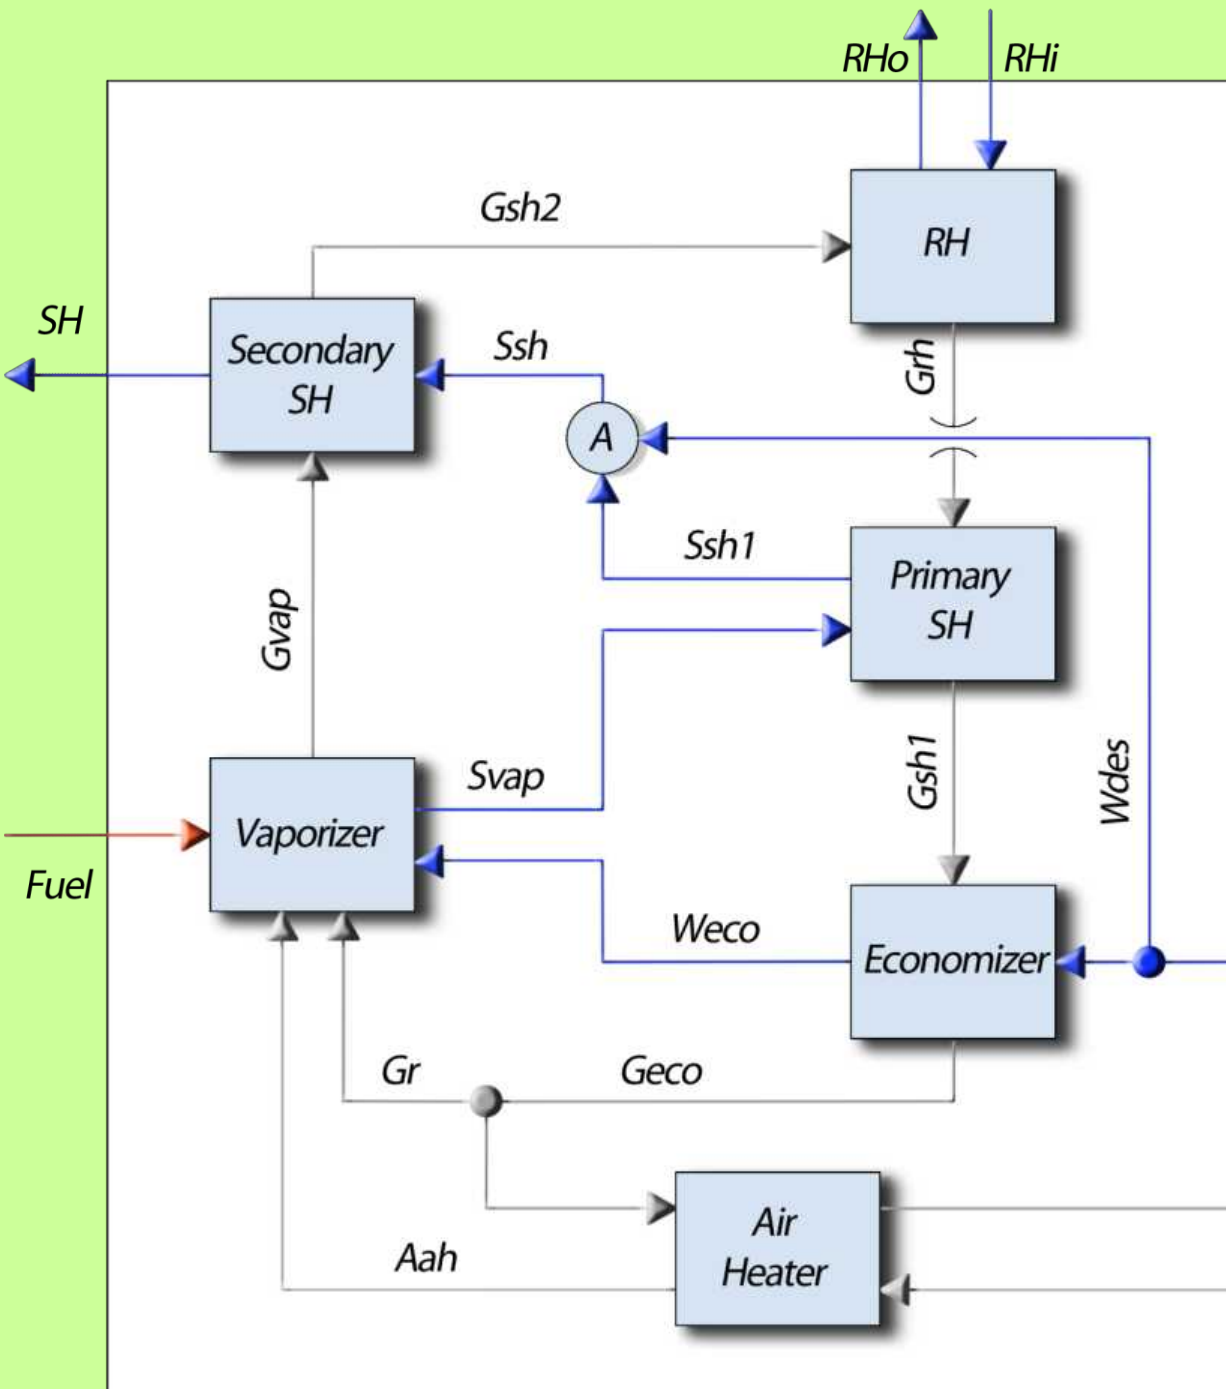 RHo
RHi
Gsh2
RH
SH
Secondary
SH
Ssh
Grh
A
Ssh1
Primary
SH
Gvap
Svap
Gsh1
Wdes
Vaporizer
Fuel
Weco
Economizer
Gr
Geco
Air
Heater
Aah